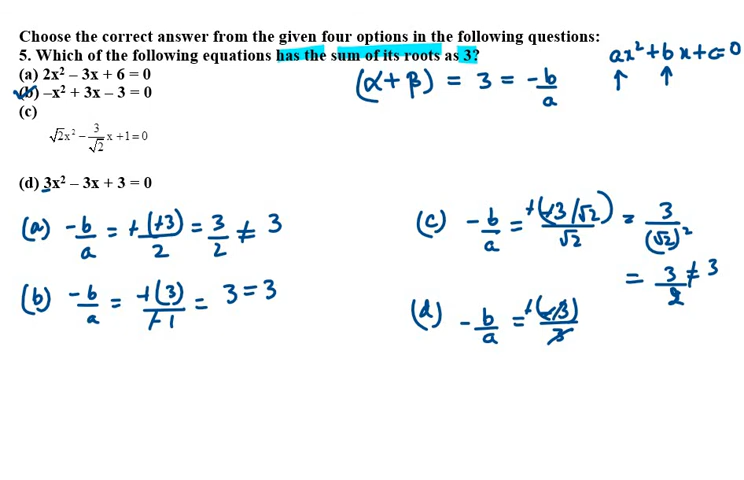 Choose the correct answer from the given four options in the following questions:
5. Which of the following equations has the sum of its roots as 3?
ax² + bx + c = 0
(a) 2x² – 3x + 6 = 0
(α + β) = 3 = -b/a
(b) –x² + 3x – 3 = 0
(c)
√2x² - 3/√2 x + 1 = 0
(d) 3x² – 3x + 3 = 0
(a) -b/a = +(+3)/2 = 3/2 ≠ 3
(c) -b/a = +(-3/√2)/√2 = 3/(√2)²
= 3/2 ≠ 3
(b) -b/a = +(3)/-1 = 3 = 3
(d) -b/a = +(-3)/3